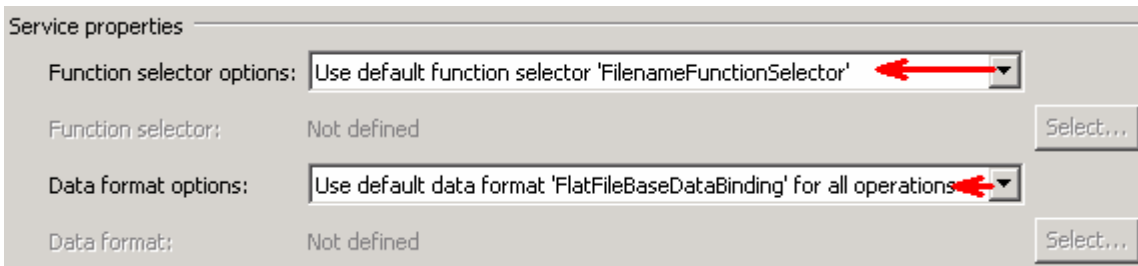 Service properties
Function selector options: Use default function selector 'FilenameFunctionSelector'
Function selector: Not defined Select...
Data format options: Use default data format 'FlatFileBaseDataBinding' for all operations
Data format: Not defined Select...